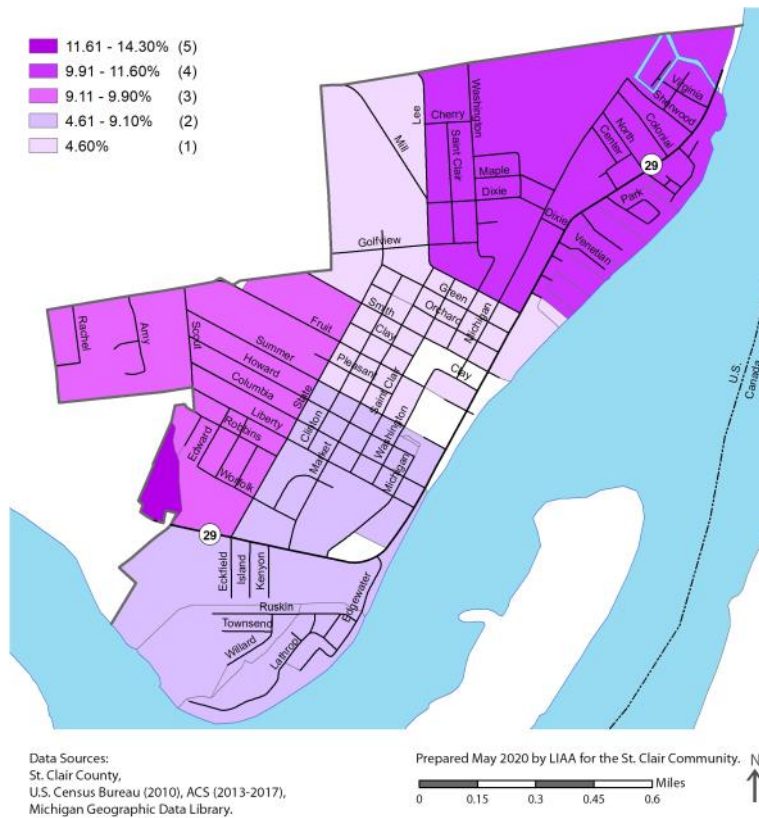 11.61 - 14.30% (5)
9.91 - 11.60% (4)
9.11 - 9.90% (3)
4.61 - 9.10% (2)
4.60% (1)
Lee
Washington
Mill
Cherry
Saint Clair
Maple
Dixie
Dixie
Virginia
Sherwood
Colonial
North
Center
29
Park
Venetian
Golfview
Green
Orchard
Michigan
Smith
Clay
Clay
Pleasant
Saint Clair
Rachel
Amy
Scout
Fruit
Summer
Howard
Columbia
State
Liberty
Clinton
Washington
Robbins
Edward
Market
Michigan
Woifolk
29
Eckfield
Island
Kenyon
Ruskin
Edgewater
Townsend
Willard
Lathrop
U.S.
Canada
Data Sources:
St. Clair County,
U.S. Census Bureau (2010), ACS (2013-2017),
Michigan Geographic Data Library.
Prepared May 2020 by LIAA for the St. Clair Community.
N
Miles
0 0.15 0.3 0.45 0.6